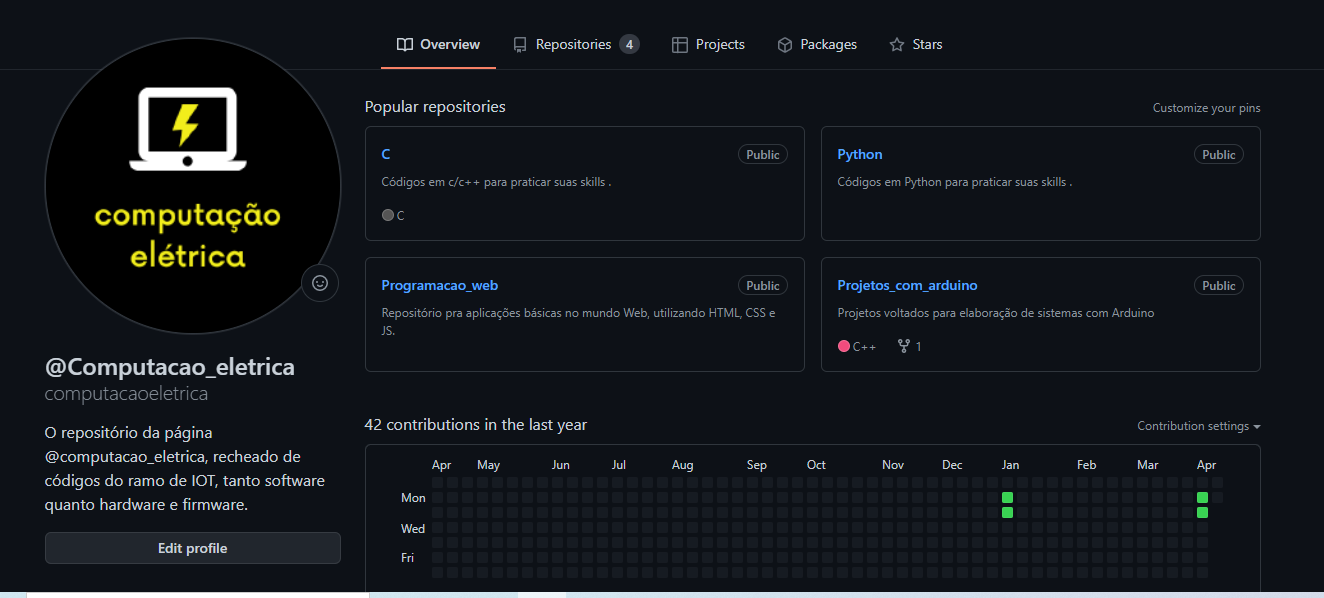 Overview
Repositories 4
Projects
Packages
Stars
computação
elétrica
@Computacao_eletrica
computacaoeletrica
O repositório da página
@computacao_eletrica, recheado de
códigos do ramo de IOT, tanto software
quanto hardware e firmware.
Edit profile
Popular repositories
Customize your pins
C
Public
Códigos em c/c++ para praticar suas skills .
C
Python
Public
Códigos em Python para praticar suas skills .
Programacao_web
Public
Repositório pra aplicações básicas no mundo Web, utilizando HTML, CSS e
JS.
Projetos_com_arduino
Public
Projetos voltados para elaboração de sistemas com Arduino
C++ 1
42 contributions in the last year
Contribution settings
Apr May Jun Jul Aug Sep Oct Nov Dec Jan Feb Mar Apr
Mon
Wed
Fri